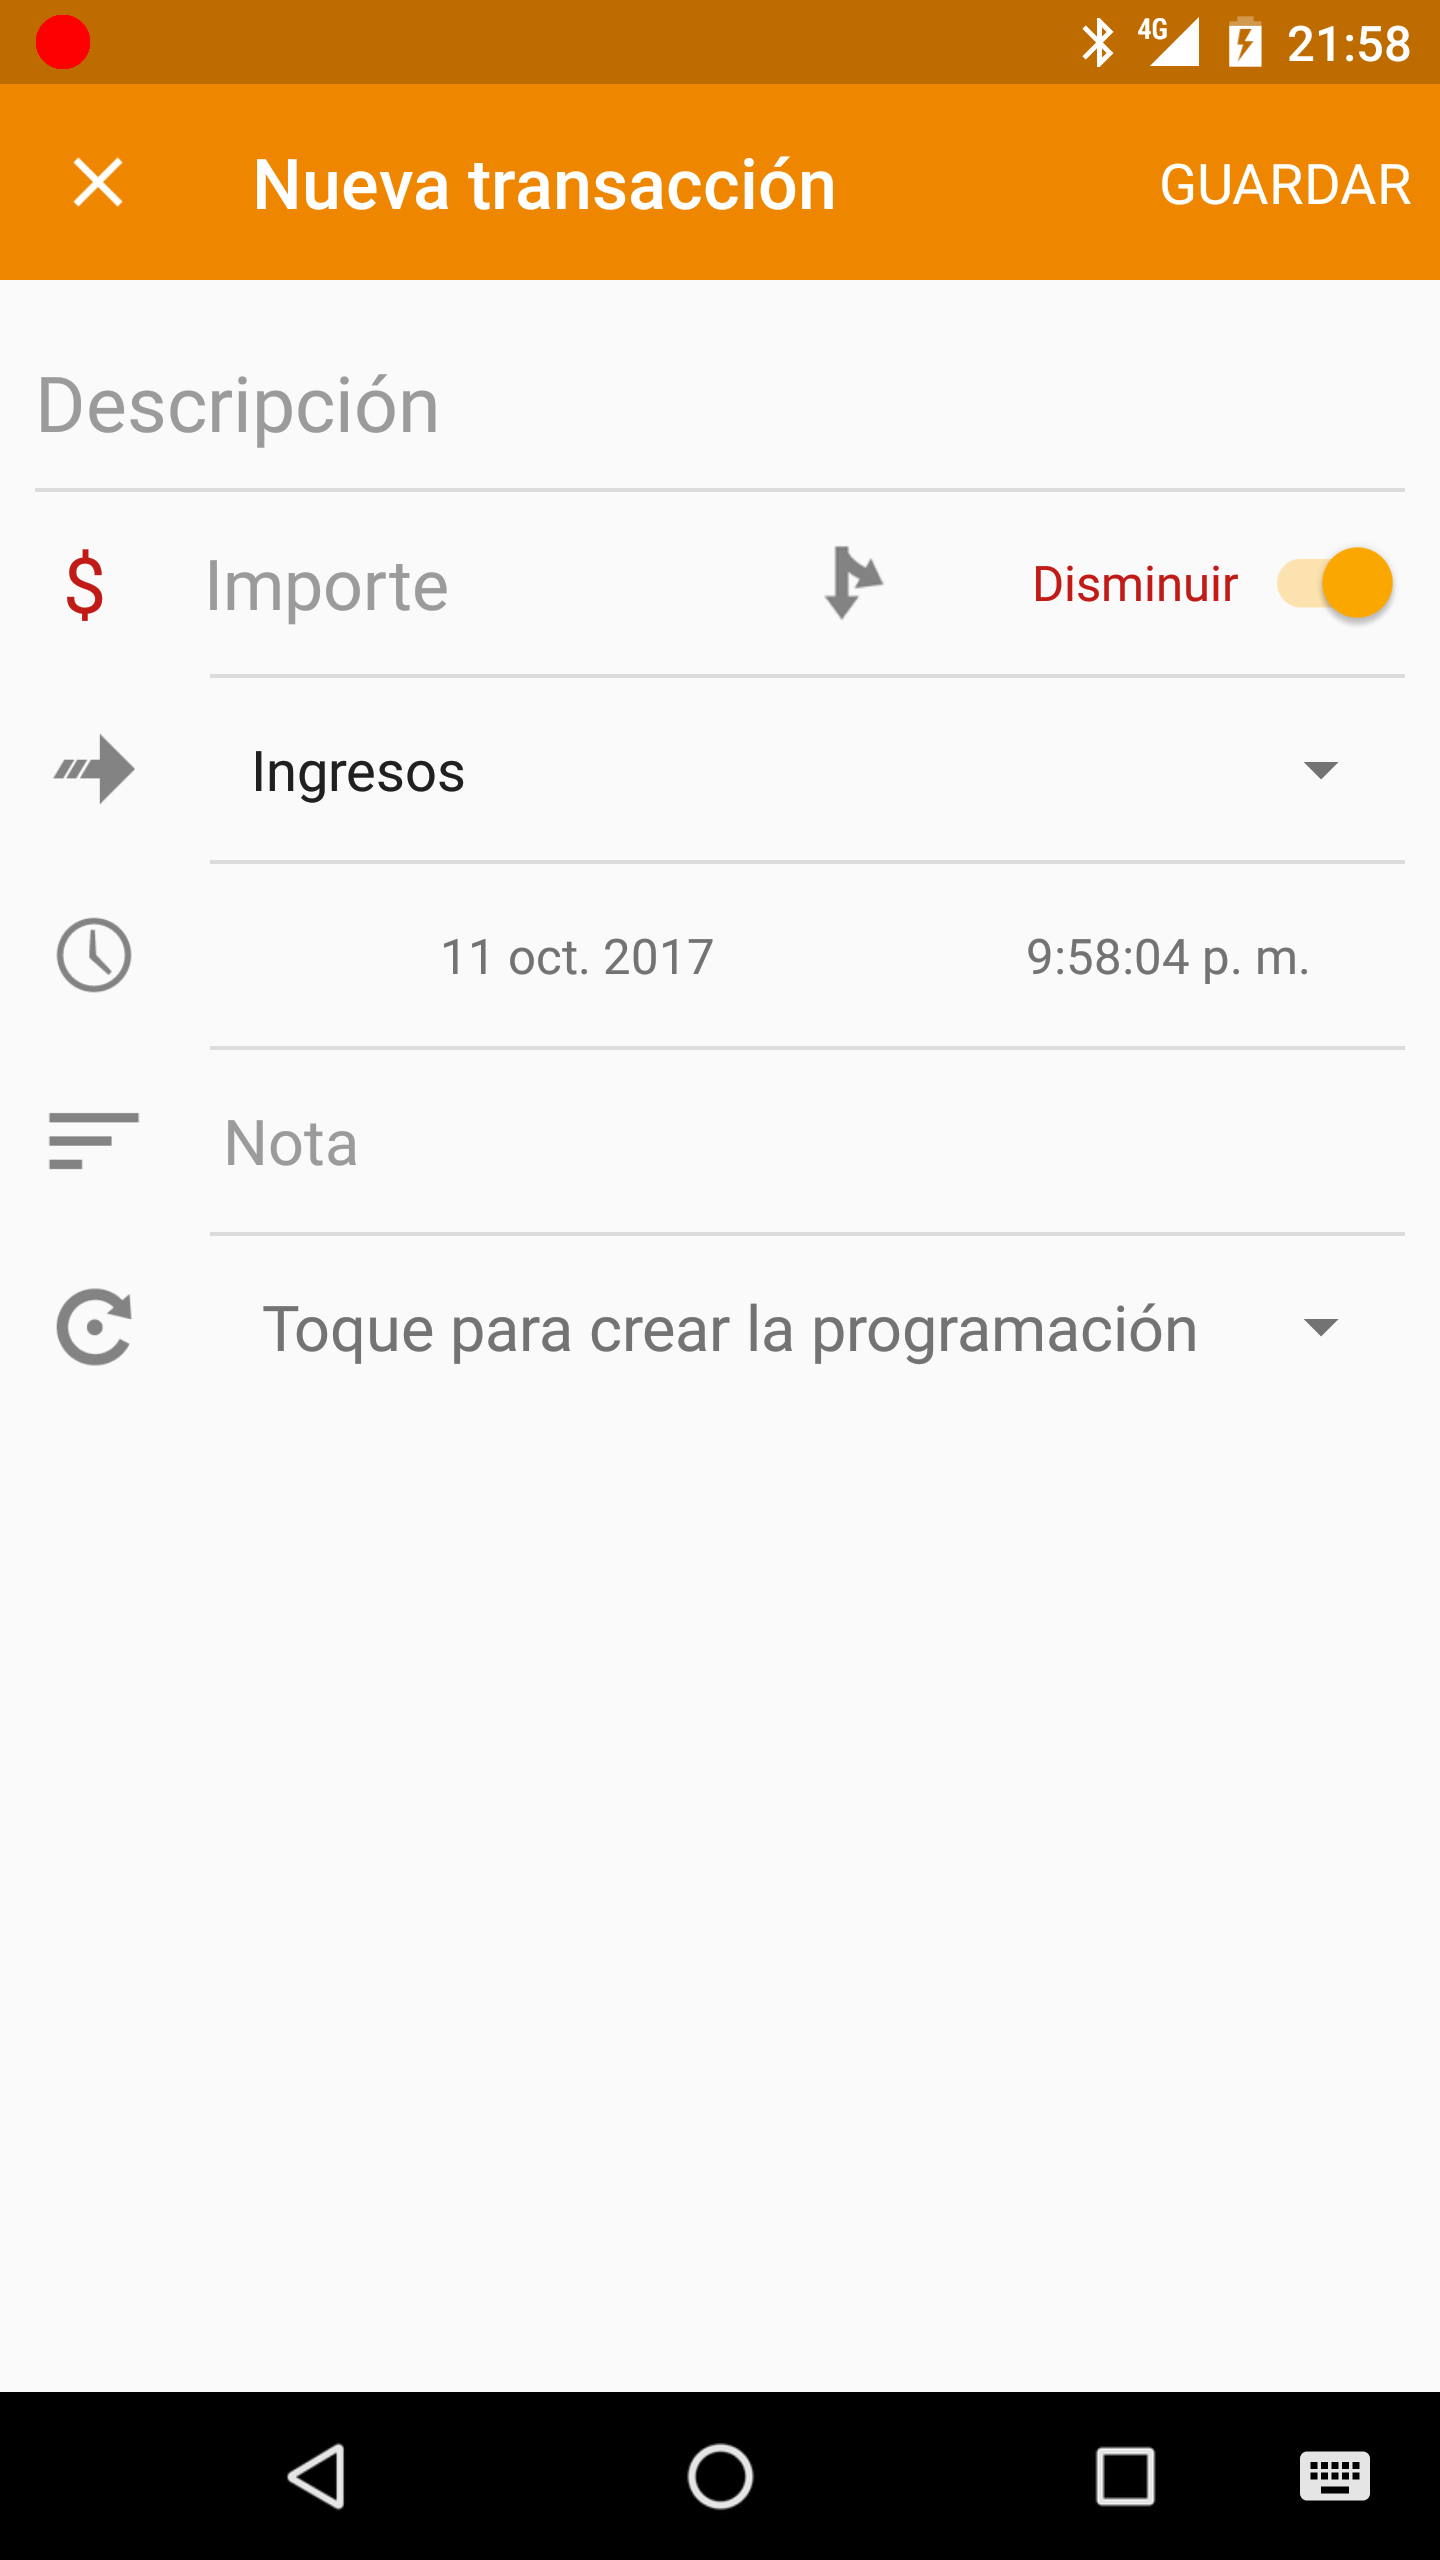 4G 21:58
Nueva transacción GUARDAR
Descripción
$ Importe Disminuir
Ingresos
11 oct. 2017 9:58:04 p. m.
Nota
Toque para crear la programación